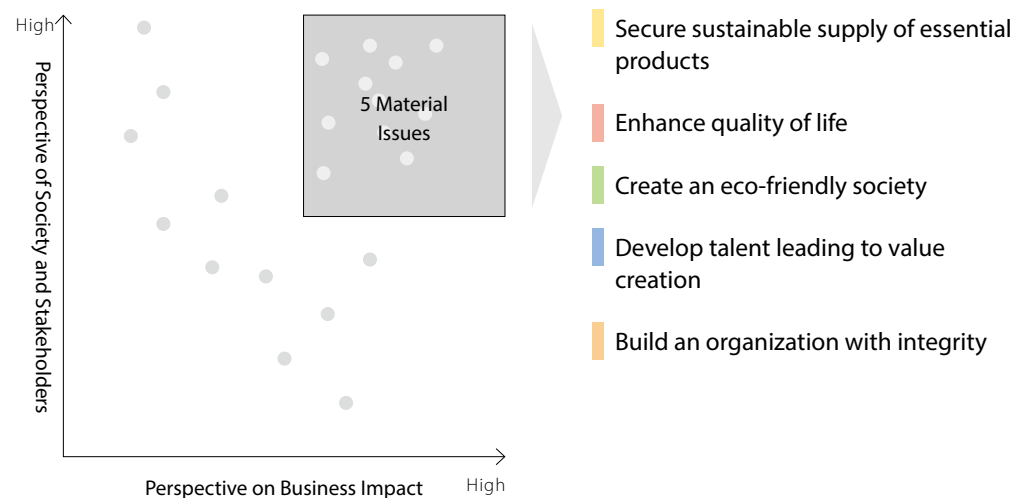 High
Perspective of Society and Stakeholders
5 Material
Issues
Perspective on Business Impact
High
Secure sustainable supply of essential
products
Enhance quality of life
Create an eco-friendly society
Develop talent leading to value
creation
Build an organization with integrity